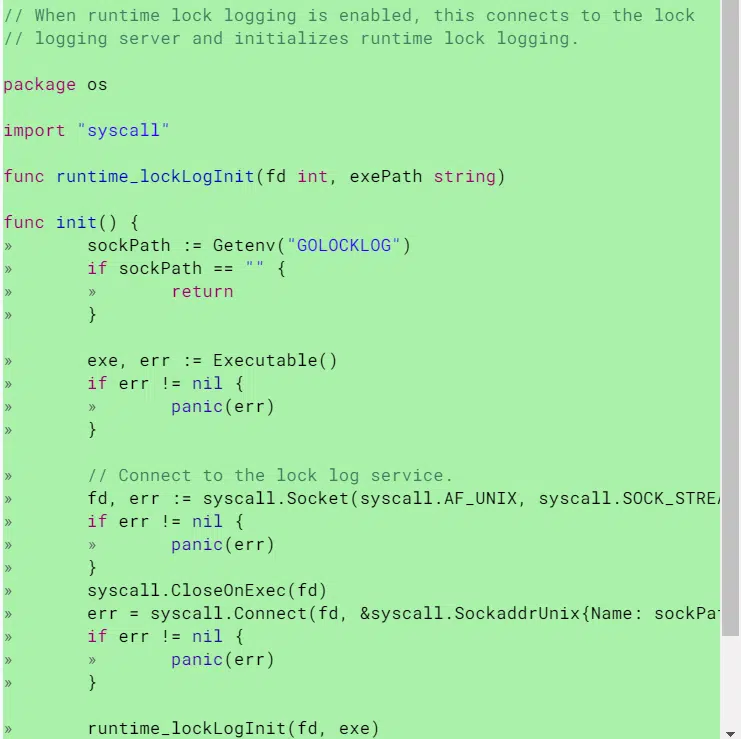 // When runtime lock logging is enabled, this connects to the lock
// logging server and initializes runtime lock logging.
package os
import "syscall"
func runtime_lockLogInit(fd int, exePath string)
func init() {
»	sockPath := Getenv("GOLOCKLOG")
»	if sockPath == "" {
»	»	return
»	}
»	exe, err := Executable()
»	if err != nil {
»	»	panic(err)
»	}
»	// Connect to the lock log service.
»	fd, err := syscall.Socket(syscall.AF_UNIX, syscall.SOCK_STREA
»	if err != nil {
»	»	panic(err)
»	}
»	syscall.CloseOnExec(fd)
»	err = syscall.Connect(fd, &syscall.SockaddrUnix{Name: sockPat
»	if err != nil {
»	»	panic(err)
»	}
»	runtime_lockLogInit(fd, exe)